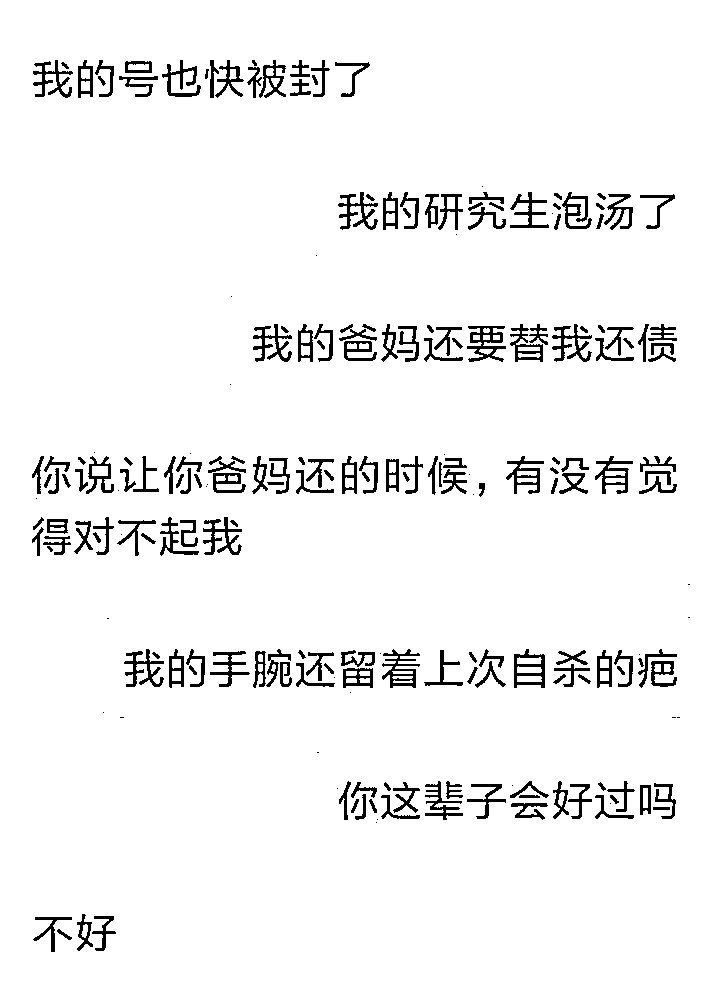 我的号也快被封了
我的研究生泡汤了
我的爸妈还要替我还债
你说让你爸妈还的时候，有没有觉
得对不起我
我的手腕还留着上次自杀的疤
你这辈子会好过吗
不好